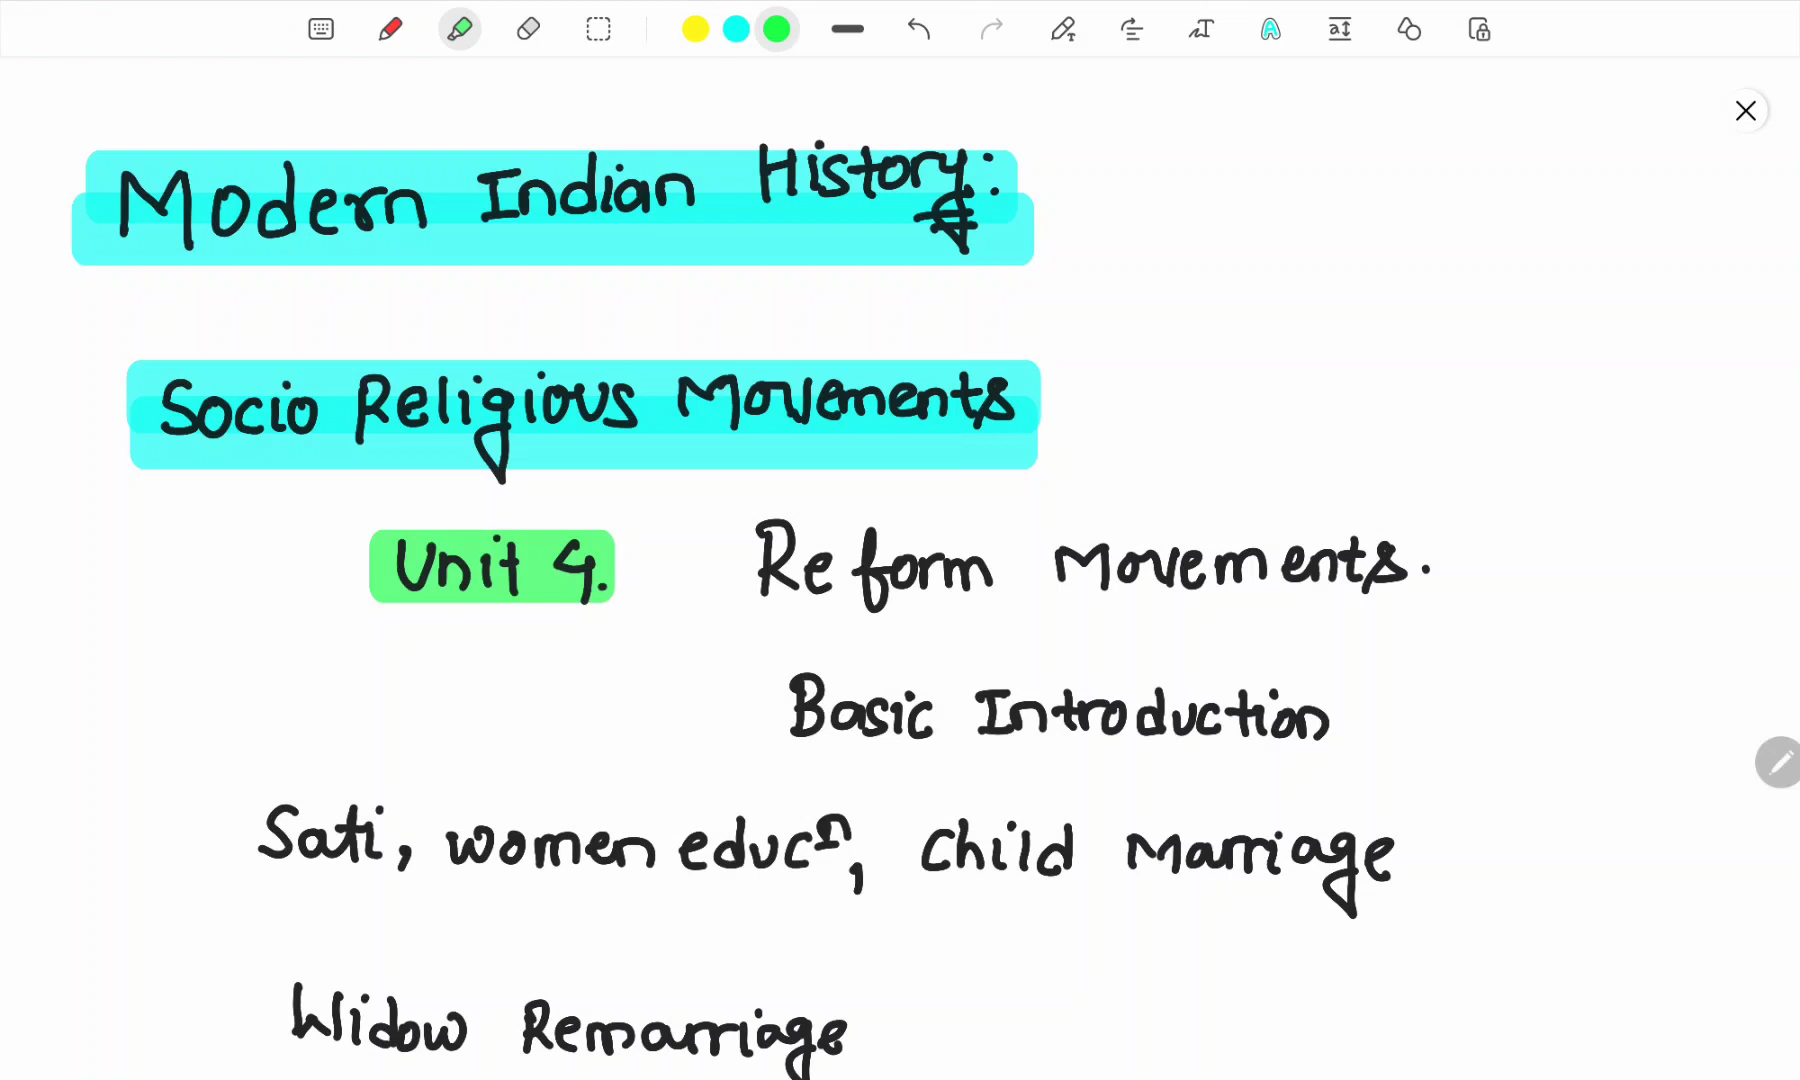 Modern Indian History:
Socio Religious Movements
Unit 4. Reform Movements.
Basic Introduction
Sati, women educⁿ, child Marriage
Widow Remarriage